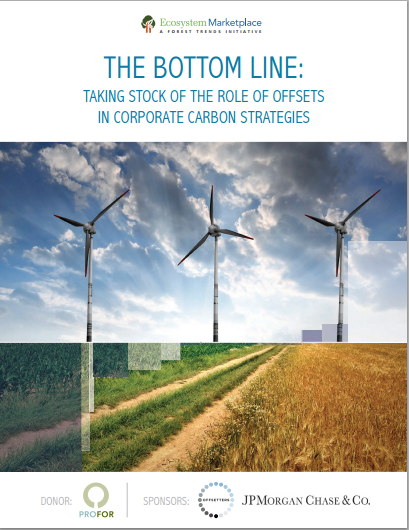 Ecosystem Marketplace
A FOREST TRENDS INITIATIVE
THE BOTTOM LINE:
TAKING STOCK OF THE ROLE OF OFFSETS
IN CORPORATE CARBON STRATEGIES
DONOR:
PROFOR
SPONSORS:
OFFSETTERS
JPMORGAN CHASE & CO.